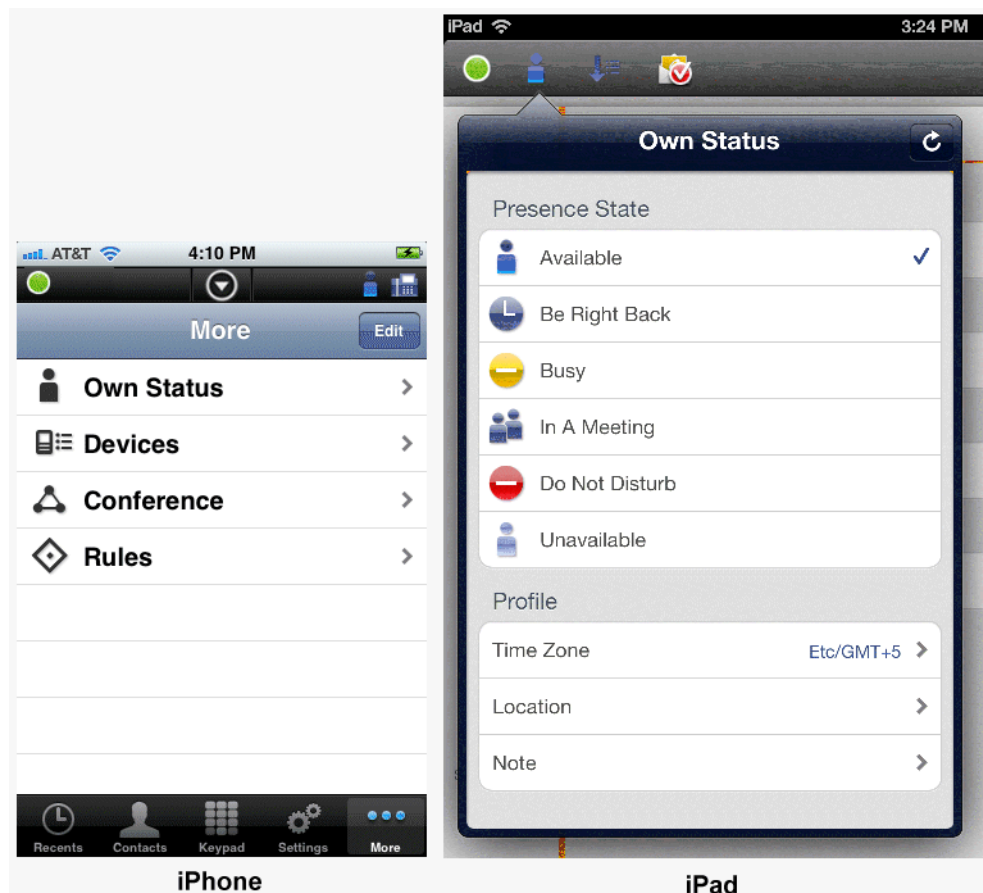 AT&T 4:10 PM
More Edit
Own Status
Devices
Conference
Rules
Recents Contacts Keypad Settings More
iPhone
iPad 3:24 PM
Own Status
Presence State
Available
Be Right Back
Busy
In A Meeting
Do Not Disturb
Unavailable
Profile
Time Zone Etc/GMT+5
Location
Note
iPad